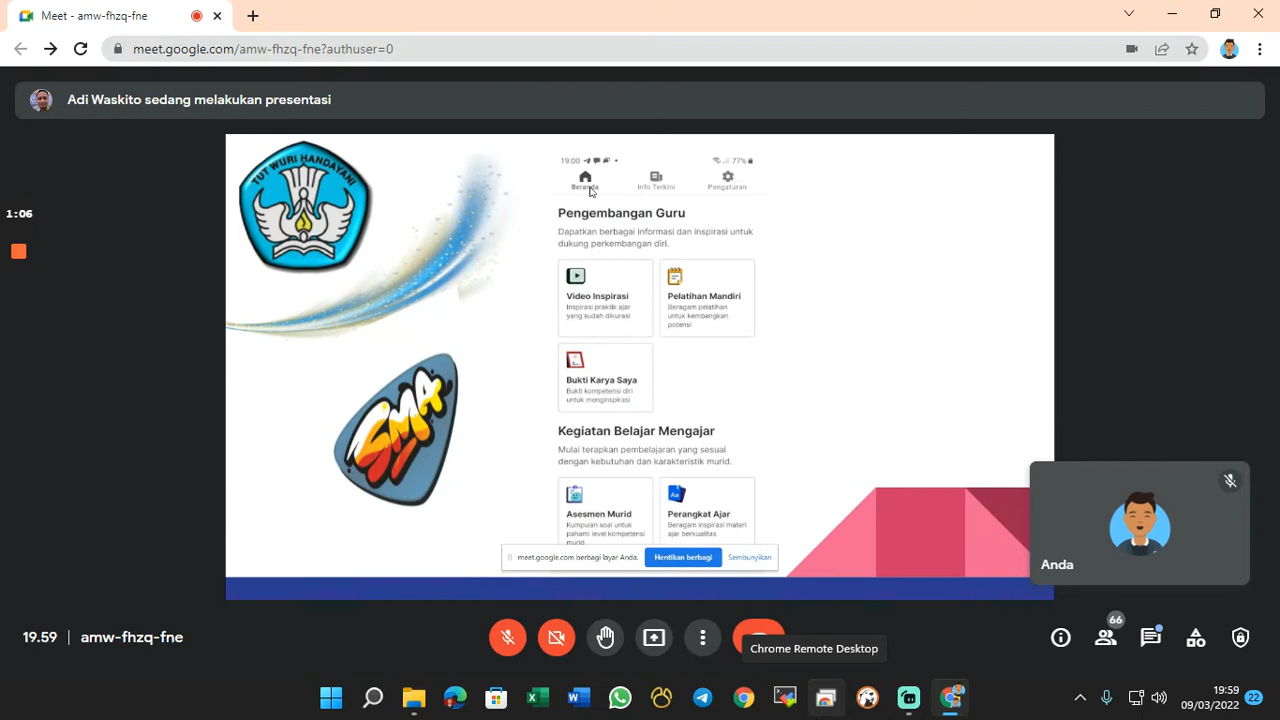 Meet - amw-fhzq-fne
meet.google.com/amw-fhzq-fne?authuser=0
Adi Waskito sedang melakukan presentasi
1:06
TUT WURI HANDAYANI
19:00 77%
Beranda Info Terkini Pengaturan
Pengembangan Guru
Dapatkan berbagai informasi dan inspirasi untuk
dukung perkembangan diri.
Video Inspirasi
Inspirasi praktik ajar
yang sudah dikurasi
Pelatihan Mandiri
Beragam pelatihan
untuk kembangkan
potensi
Bukti Karya Saya
Bukti kompetensi diri
untuk menginspirasi
Kegiatan Belajar Mengajar
Mulai terapkan pembelajaran yang sesuai
dengan kebutuhan dan karakteristik murid.
Asesmen Murid
Kumpulan soal untuk
pahami level kompetensi
murid
Aa
Perangkat Ajar
Beragam inspirasi materi
ajar berkualitas
meet.google.com berbagi layar Anda.
Hentikan berbagi
Sembunyikan
Anda
19.59 amw-fhzq-fne
66
Chrome Remote Desktop
19:59
09/03/2022
22